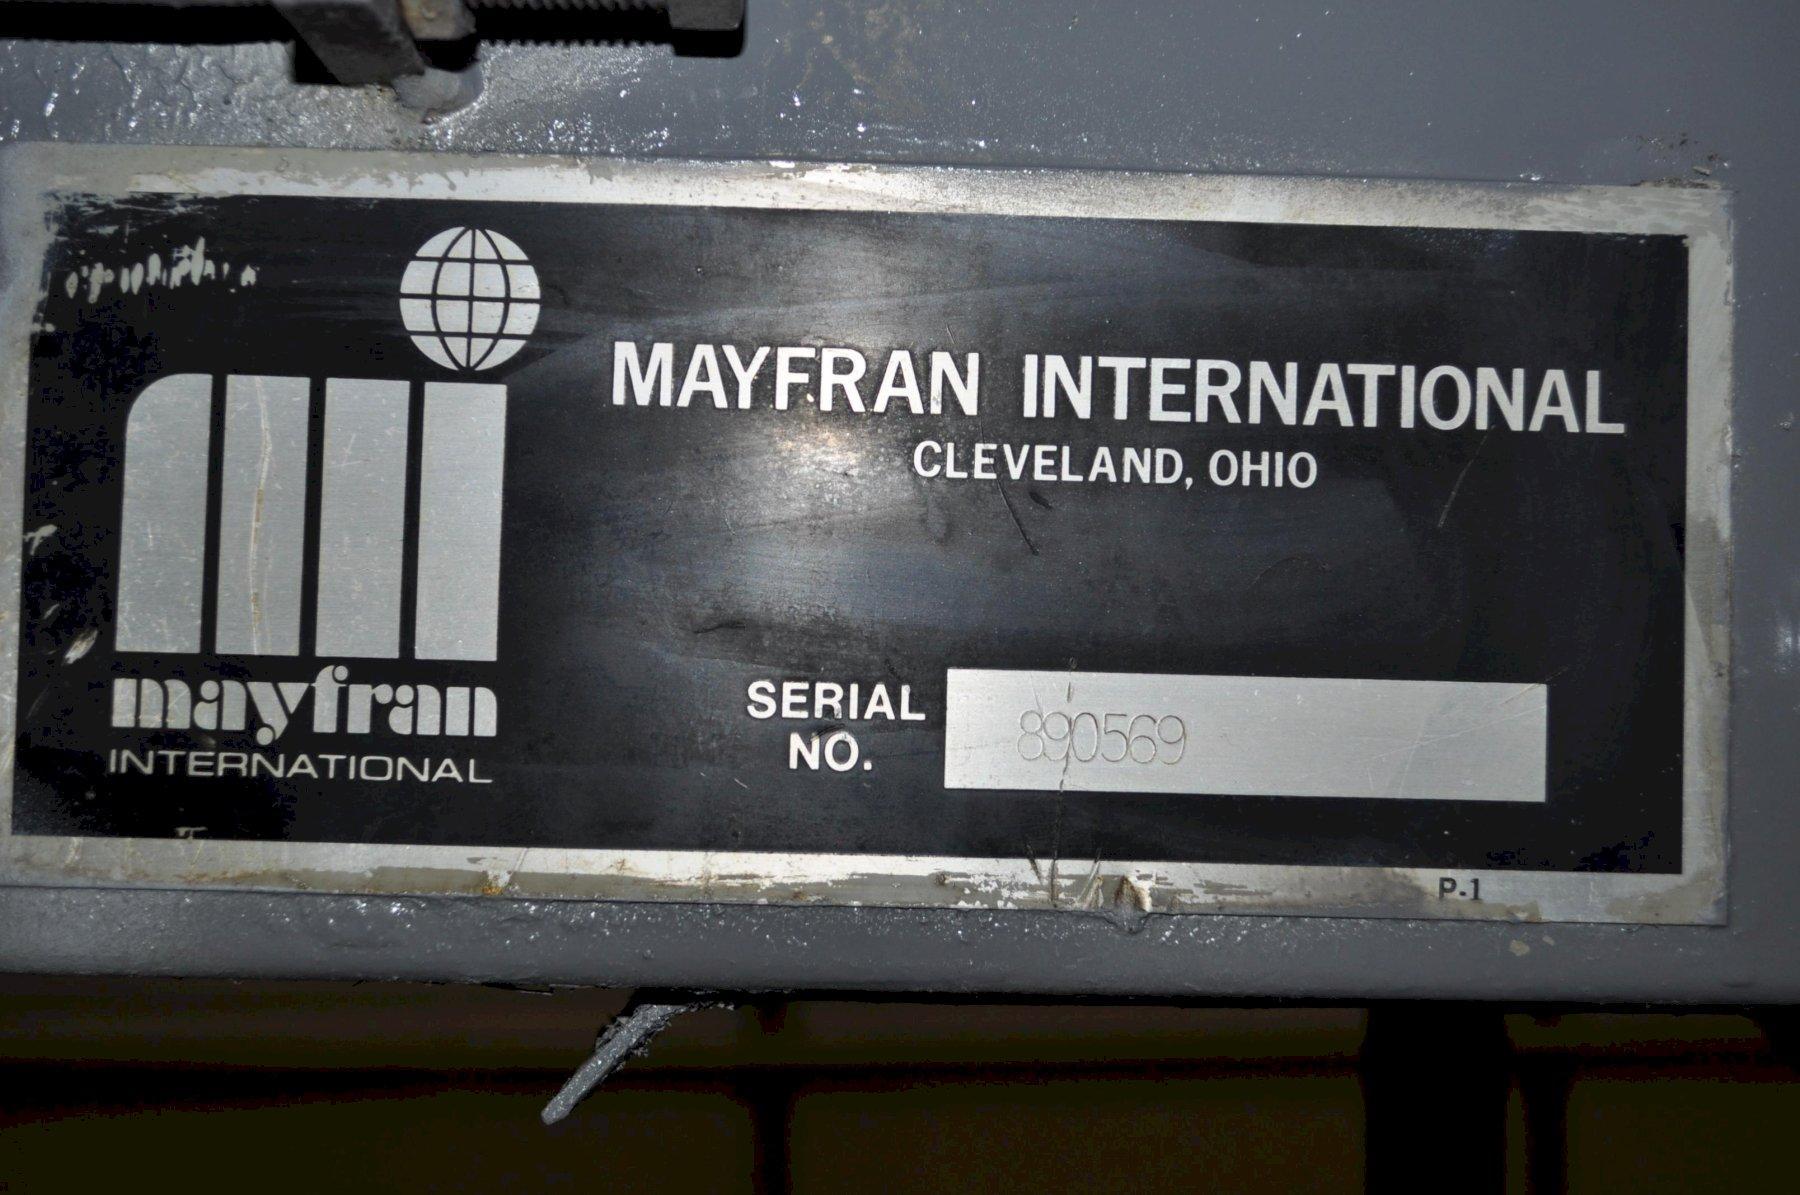 MAYFRAN INTERNATIONAL
CLEVELAND, OHIO
mayfran
INTERNATIONAL
SERIAL
NO.
890569
P-1